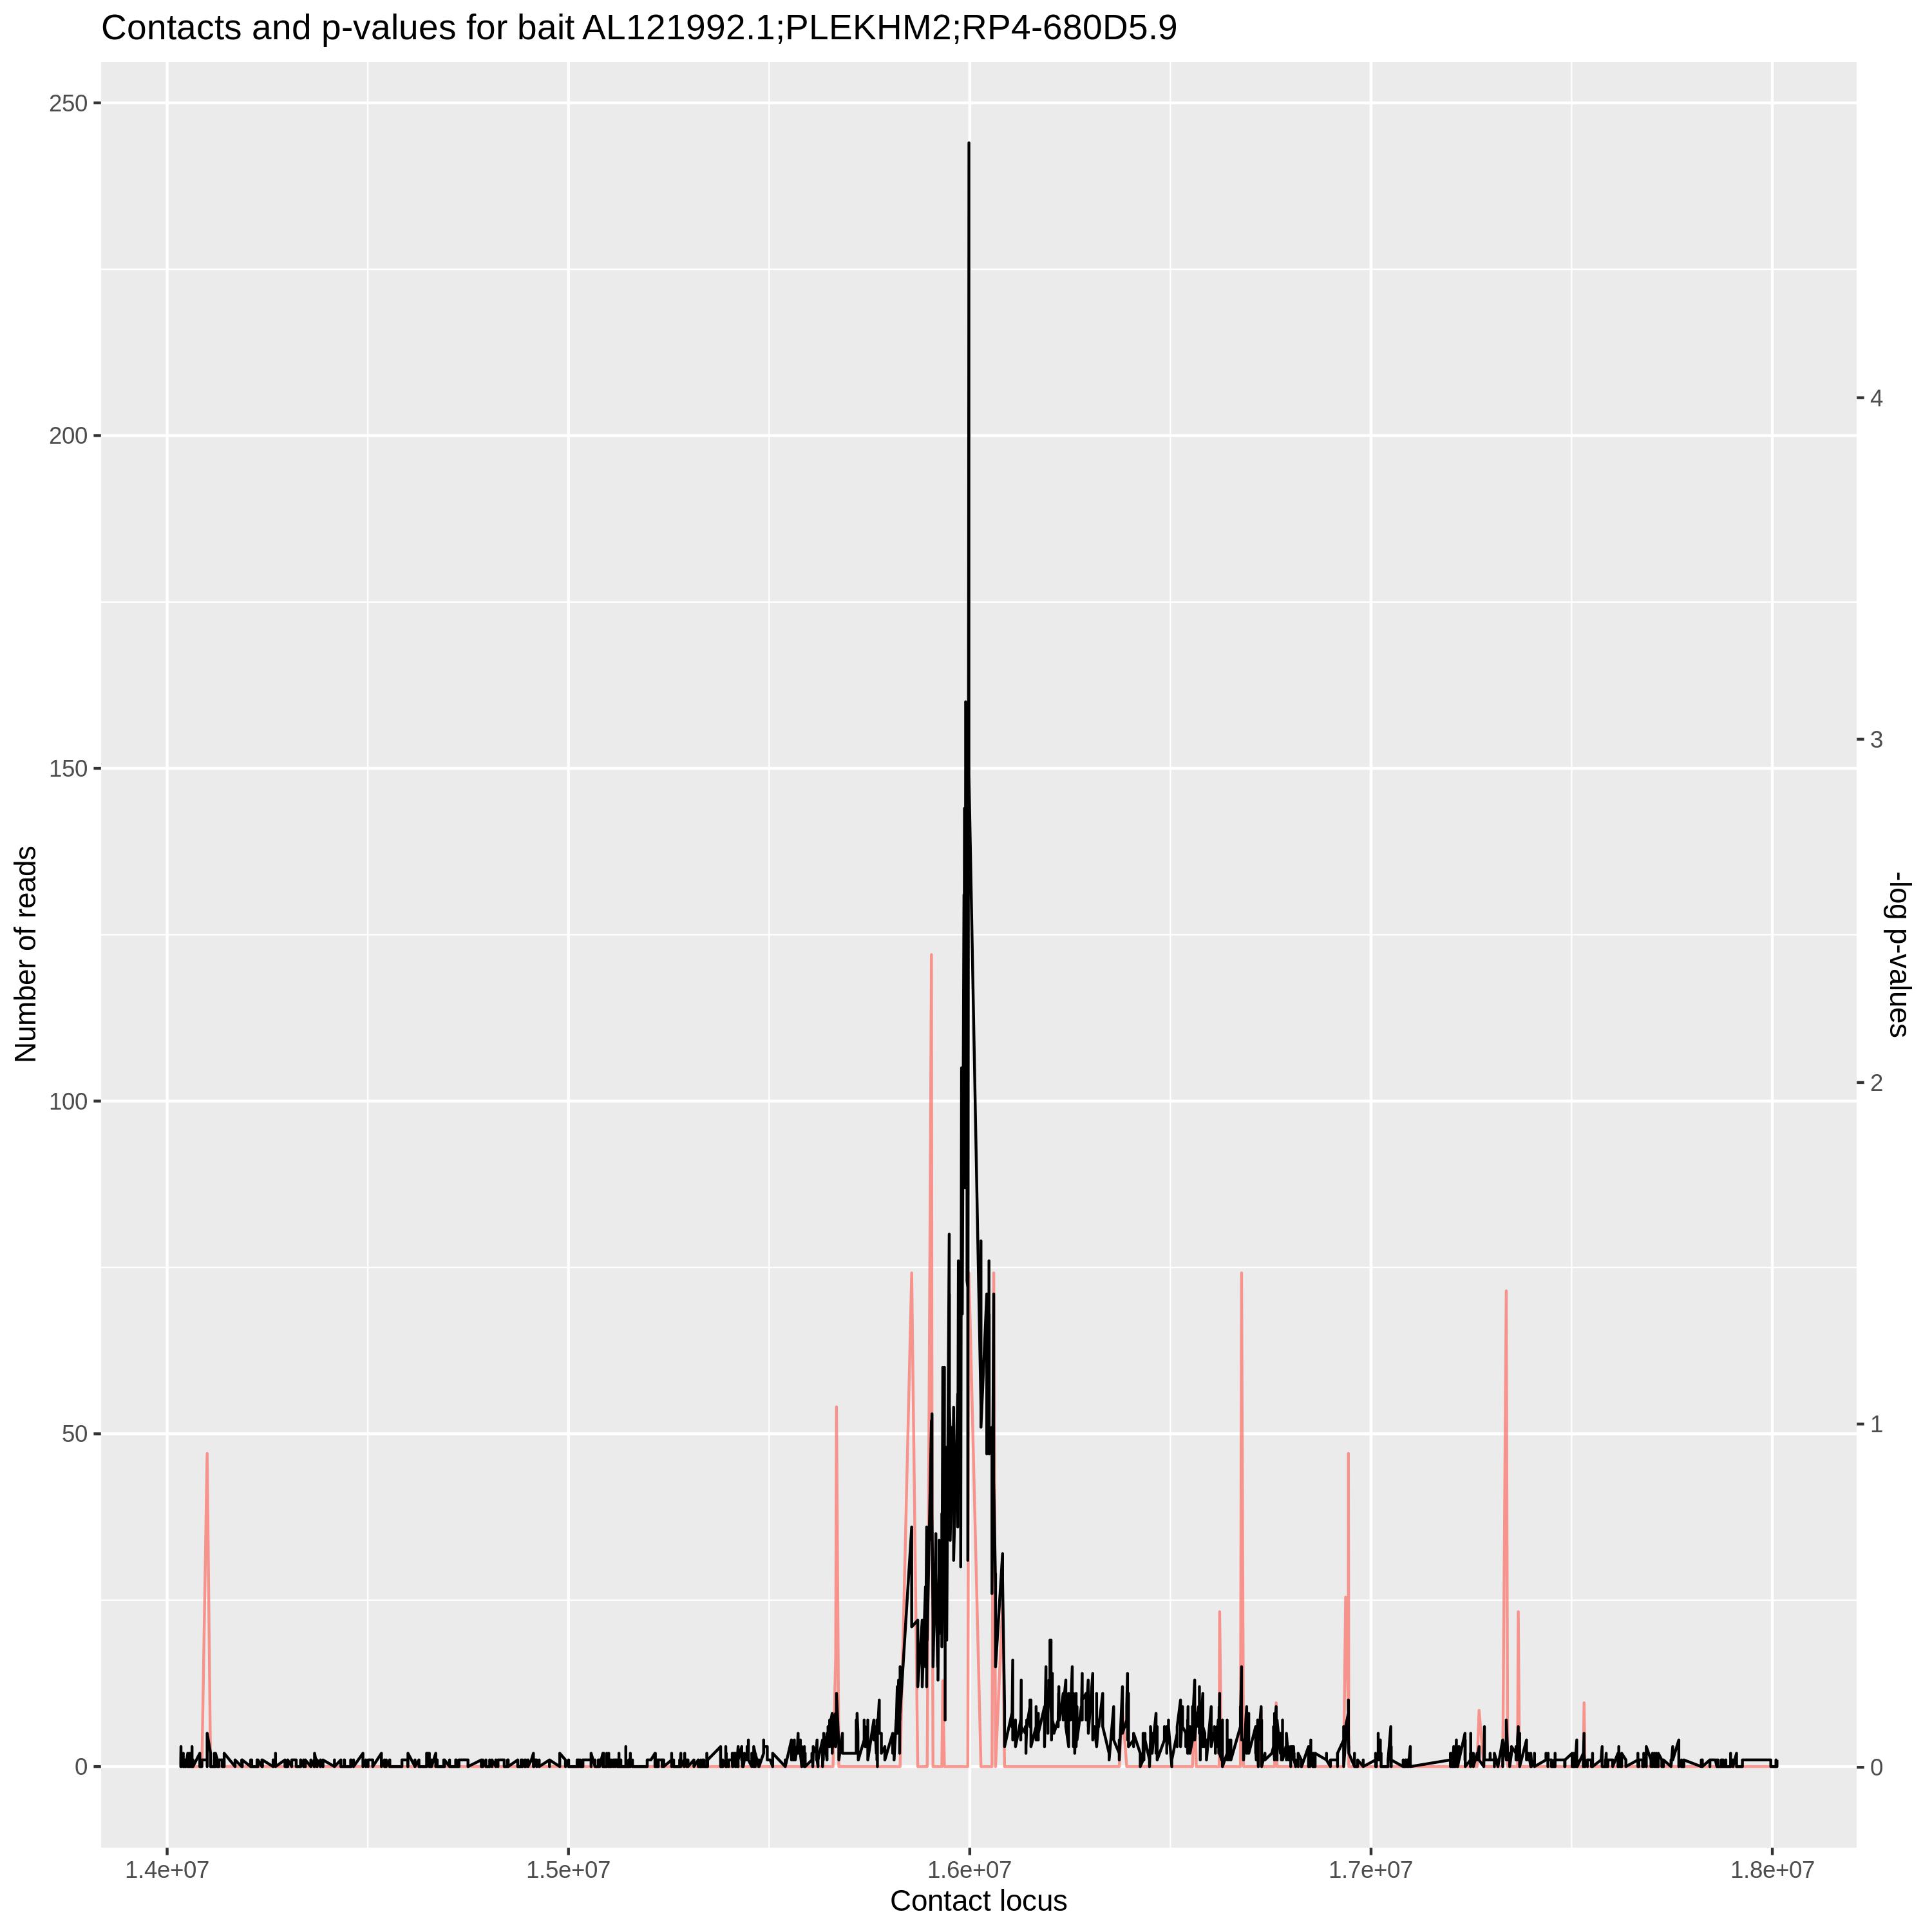 Contacts and p-values for bait AL121992.1;PLEKHM2;RP4-680D5.9
250
200
150
100
50
0
Number of reads
4
3
2
1
0
-log p-values
1.4e+07
1.5e+07
1.6e+07
1.7e+07
1.8e+07
Contact locus